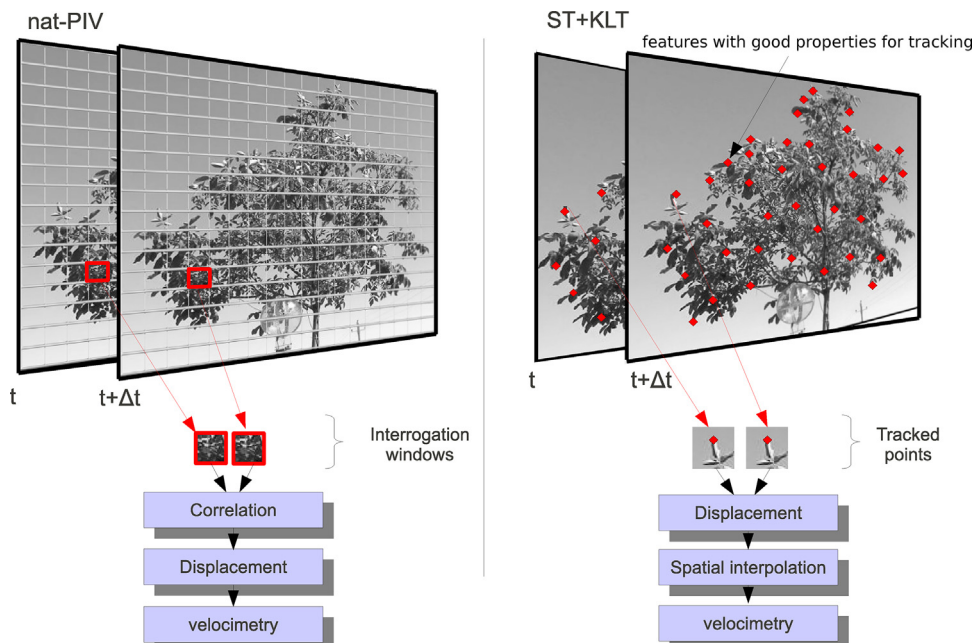 nat-PIV
t
t+Δt
Interrogation
windows
Correlation
Displacement
velocimetry
ST+KLT
features with good properties for tracking
t
t+Δt
Tracked
points
Displacement
Spatial interpolation
velocimetry